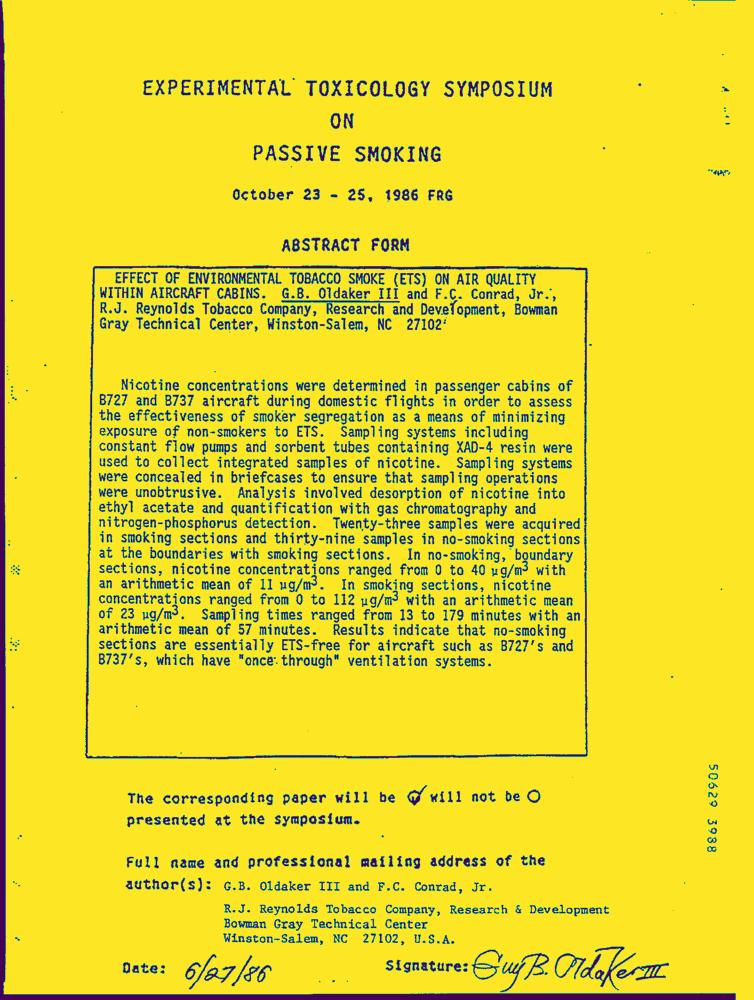 EXPERIMENTAL TOXICOLOGY SYMPOSIUM
ON
PASSIVE SMOKING
October 23 - 25, 1986 FRG
ABSTRACT FORM
EFFECT OF ENVIRONMENTAL TOBACCO SMOKE (ETS) ON AIR QUALITY
WITHIN AIRCRAFT CABINS. G.B. Oldaker III and F.C. Conrad, Jr.,
R.J. Reynolds Tobacco Company, Research and Development, Bowman
Gray Technical Center, Winston-Salem, NC 27102
Nicotine concentrations were determined in passenger cabins of
B727 and B737 aircraft during domestic flights in order to assess
the effectiveness of smoker segregation as a means of minimizing
exposure of non-smokers to ETS. Sampling systems including
constant flow pumps and sorbent tubes containing XAD-4 resin were
used to collect integrated samples of nicotine. Sampling systems
were concealed in briefcases to ensure that sampling operations
were unobtrusive. Analysis involved desorption of nicotine into
ethyl acetate and quantification with gas chromatography and
nitrogen-phosphorus detection. Twenty-three samples were acquired
in smoking sections and thirty-nine samples in no-smoking sections
at the boundaries with smoking sections. In no-smoking, boundary
sections, nicotine concentrations ranged from 0 to 40 µg/m³ with
an arithmetic mean of 11 µg/m³. In smoking sections, nicotine
concentrations ranged from 0 to 112 µg/m³ with an arithmetic mean
of 23 µg/m³. Sampling times ranged from 13 to 179 minutes with an
arithmetic mean of 57 minutes. Results indicate that no-smoking
sections are essentially ETS-free for aircraft such as B727's and
B737's, which have "once through" ventilation systems.
The corresponding paper will be will not be
presented at the symposium.
Full name and professional mailing address of the
author(s): G.B. Oldaker III and F.C. Conrad, Jr.
R.J. Reynolds Tobacco Company, Research & Development
Bowman Gray Technical Center
Winston-Salem, NC 27102, U.S.A.
Date: 6/27/86 Signature: Guy B. Oldaker III
50629 3988